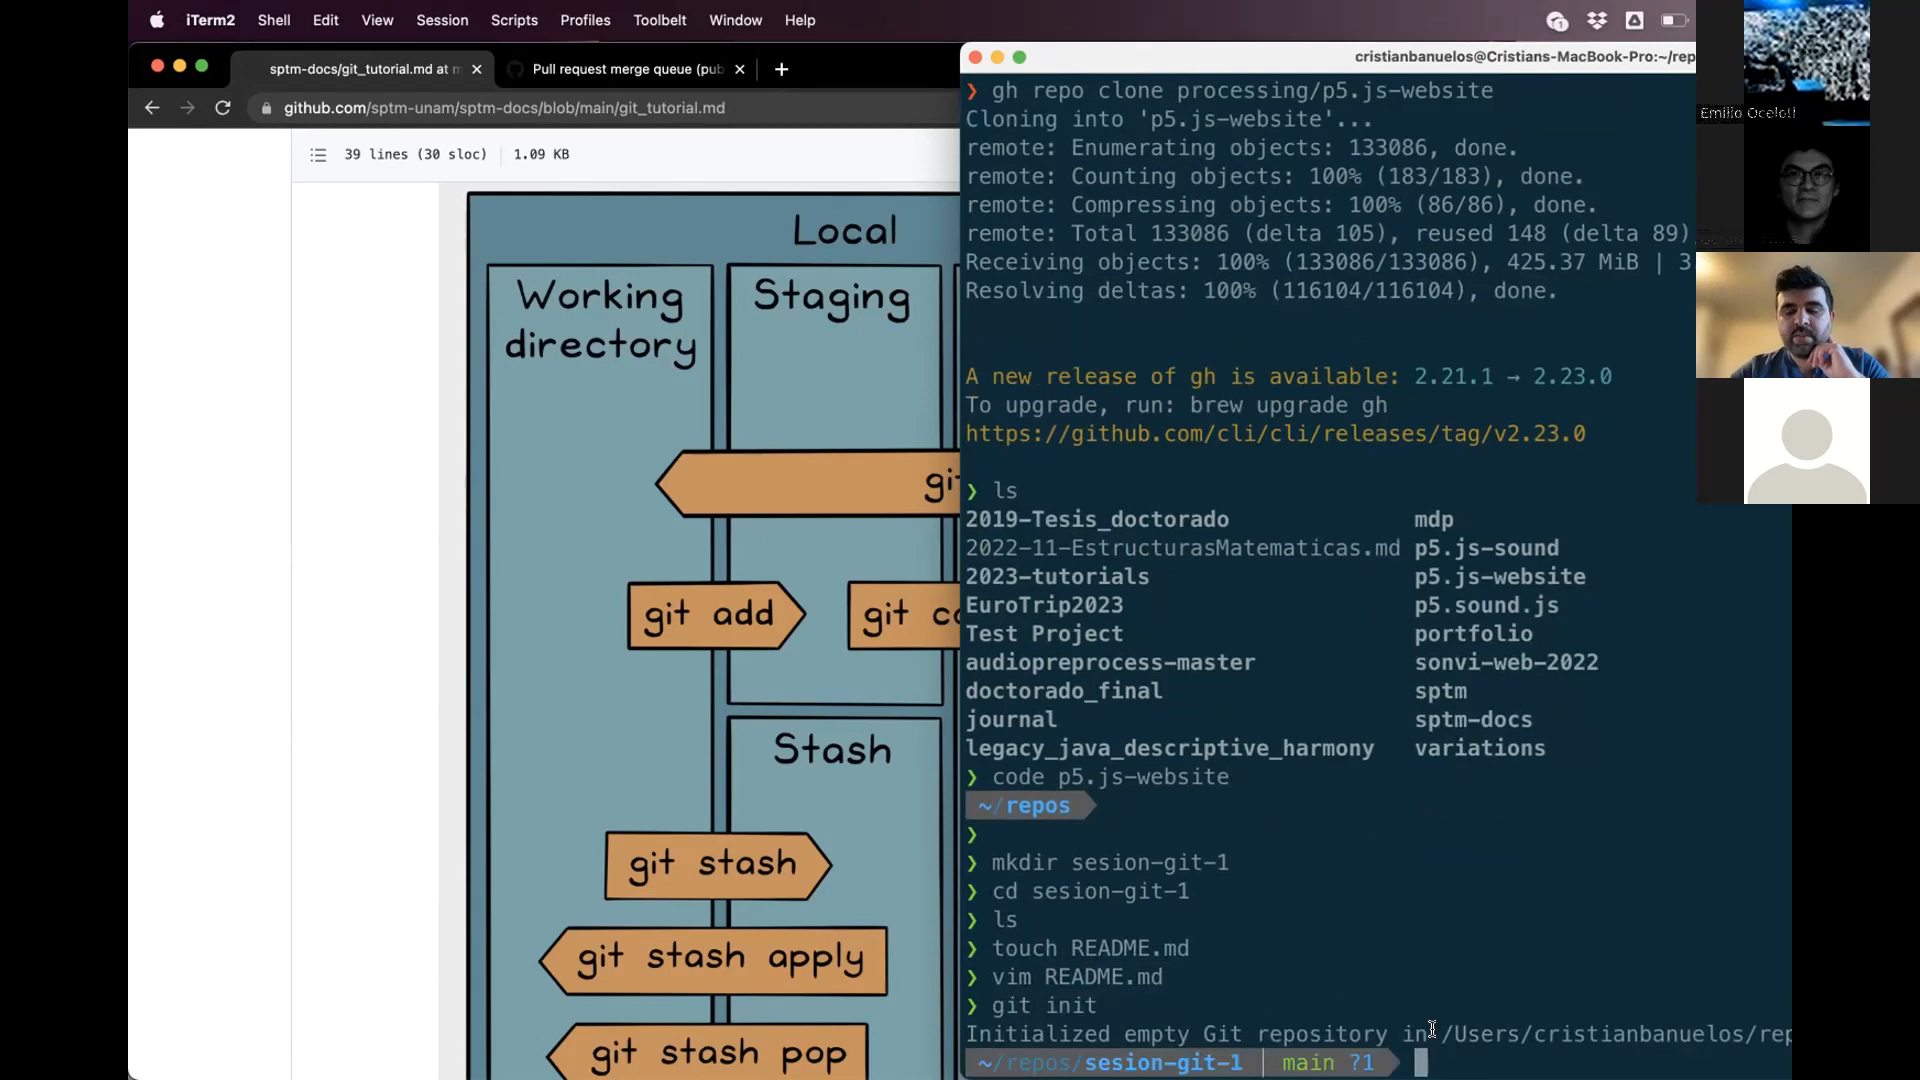 iTerm2 Shell Edit View Session Scripts Profiles Toolbelt Window Help
sptm-docs/git_tutorial.md at m
Pull request merge queue (pub
github.com/sptm-unam/sptm-docs/blob/main/git_tutorial.md
39 lines (30 sloc) 1.09 KB
Local
Working
directory
Staging
git
git add
git co
Stash
git stash
git stash apply
git stash pop
cristianbanuelos@Cristians-MacBook-Pro:~/rep
❯ gh repo clone processing/p5.js-website
Cloning into 'p5.js-website'...
remote: Enumerating objects: 133086, done.
remote: Counting objects: 100% (183/183), done.
remote: Compressing objects: 100% (86/86), done.
remote: Total 133086 (delta 105), reused 148 (delta 89)
Receiving objects: 100% (133086/133086), 425.37 MiB | 3
Resolving deltas: 100% (116104/116104), done.
A new release of gh is available: 2.21.1 → 2.23.0
To upgrade, run: brew upgrade gh
https://github.com/cli/cli/releases/tag/v2.23.0
❯ ls
2019-Tesis_doctorado mdp
2022-11-EstructurasMatematicas.md p5.js-sound
2023-tutorials p5.js-website
EuroTrip2023 p5.sound.js
Test Project portfolio
audiopreprocess-master sonvi-web-2022
doctorado_final sptm
journal sptm-docs
legacy_java_descriptive_harmony variations
❯ code p5.js-website
~/repos
❯
❯ mkdir sesion-git-1
❯ cd sesion-git-1
❯ ls
❯ touch README.md
❯ vim README.md
❯ git init
Initialized empty Git repository in /Users/cristianbanuelos/rep
~/repos/sesion-git-1 main ?1
Emilio Ocelotl